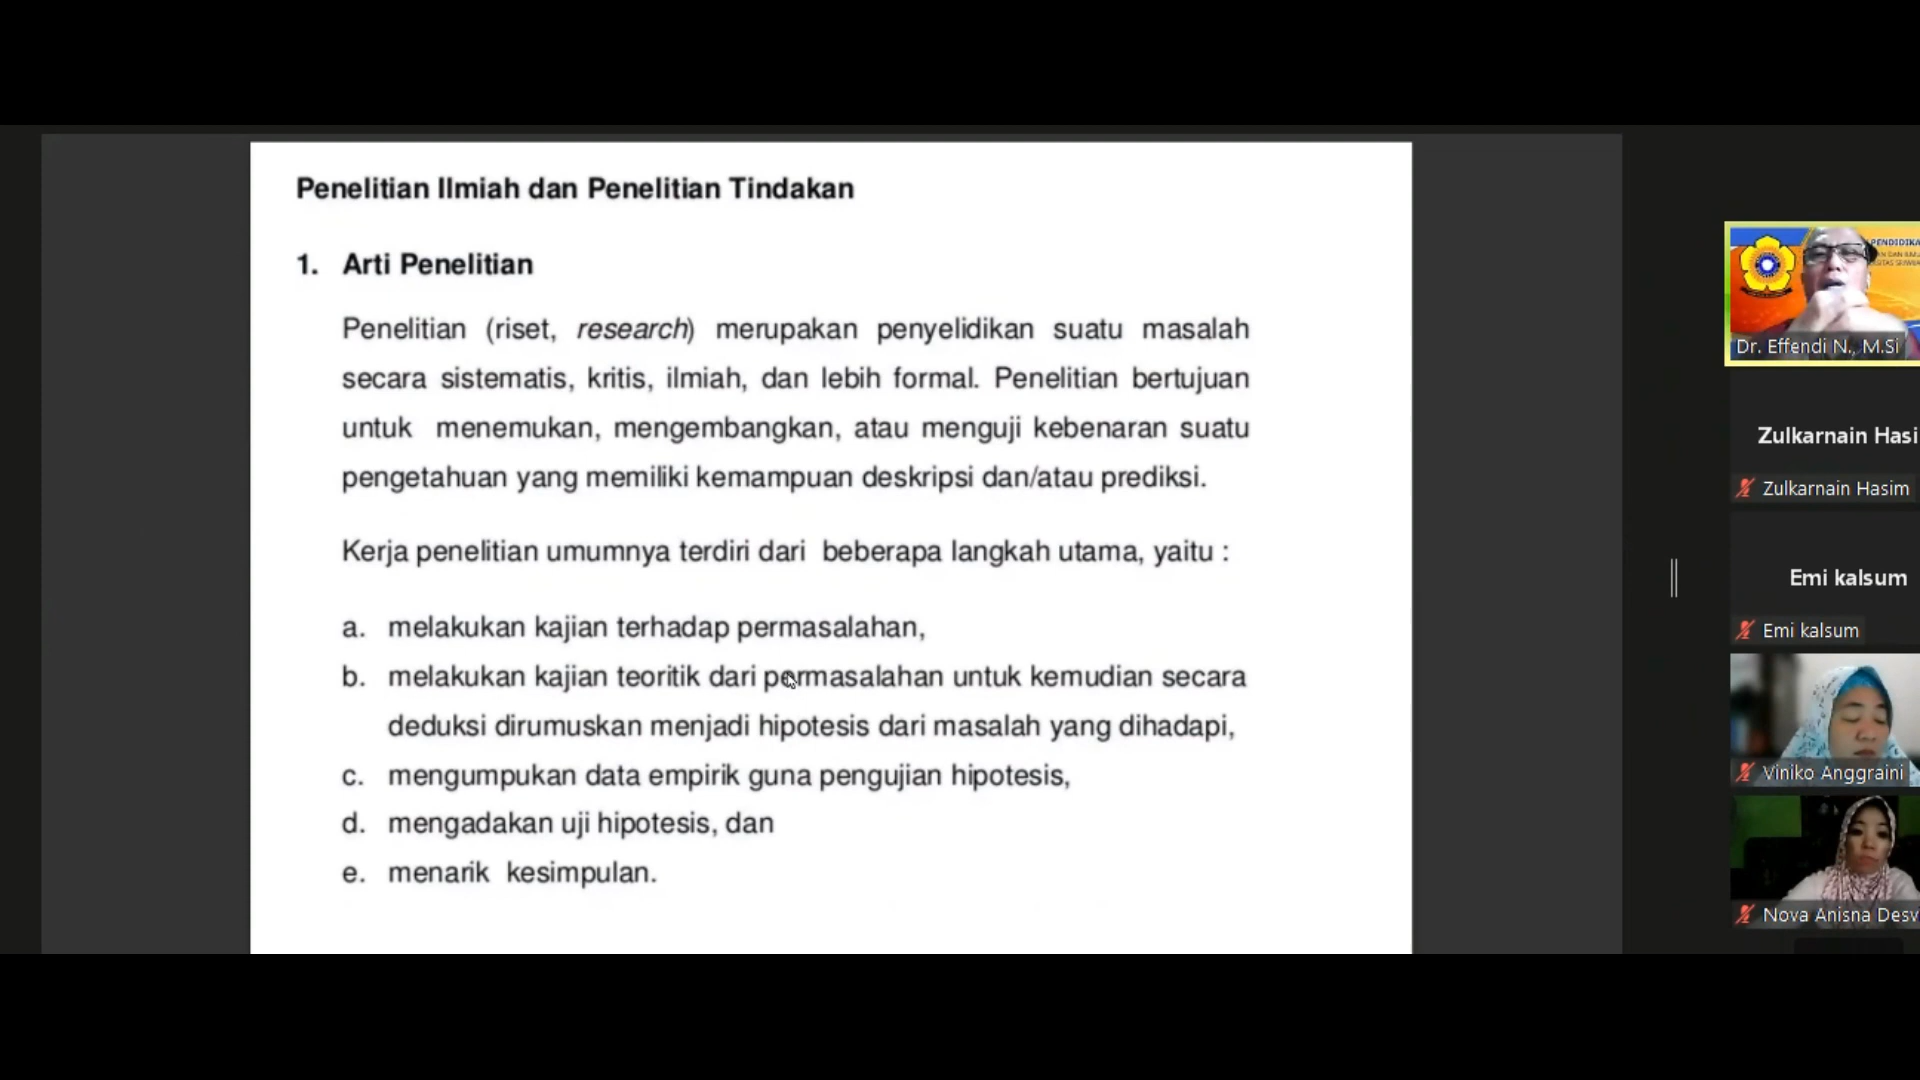 Penelitian Ilmiah dan Penelitian Tindakan
1. Arti Penelitian
Penelitian (riset, research) merupakan penyelidikan suatu masalah
secara sistematis, kritis, ilmiah, dan lebih formal. Penelitian bertujuan
untuk menemukan, mengembangkan, atau menguji kebenaran suatu
pengetahuan yang memiliki kemampuan deskripsi dan/atau prediksi.
Kerja penelitian umumnya terdiri dari beberapa langkah utama, yaitu :
a. melakukan kajian terhadap permasalahan,
b. melakukan kajian teoritik dari permasalahan untuk kemudian secara
deduksi dirumuskan menjadi hipotesis dari masalah yang dihadapi,
c. mengumpukan data empirik guna pengujian hipotesis,
d. mengadakan uji hipotesis, dan
e. menarik kesimpulan.
PENDIDIKA
Dr. Effendi N., M.Si
Zulkarnain Hasi
Zulkarnain Hasim
Emi kalsum
Emi kalsum
Viniko Anggraini
Nova Anisna Desv